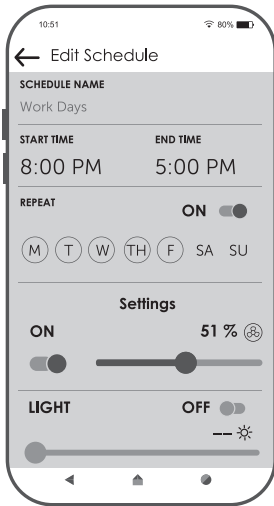 10:51 80%
Edit Schedule
SCHEDULE NAME
Work Days
START TIME END TIME
8:00 PM 5:00 PM
REPEAT
ON
M T W TH F SA SU
Settings
ON 51 %
LIGHT OFF
--